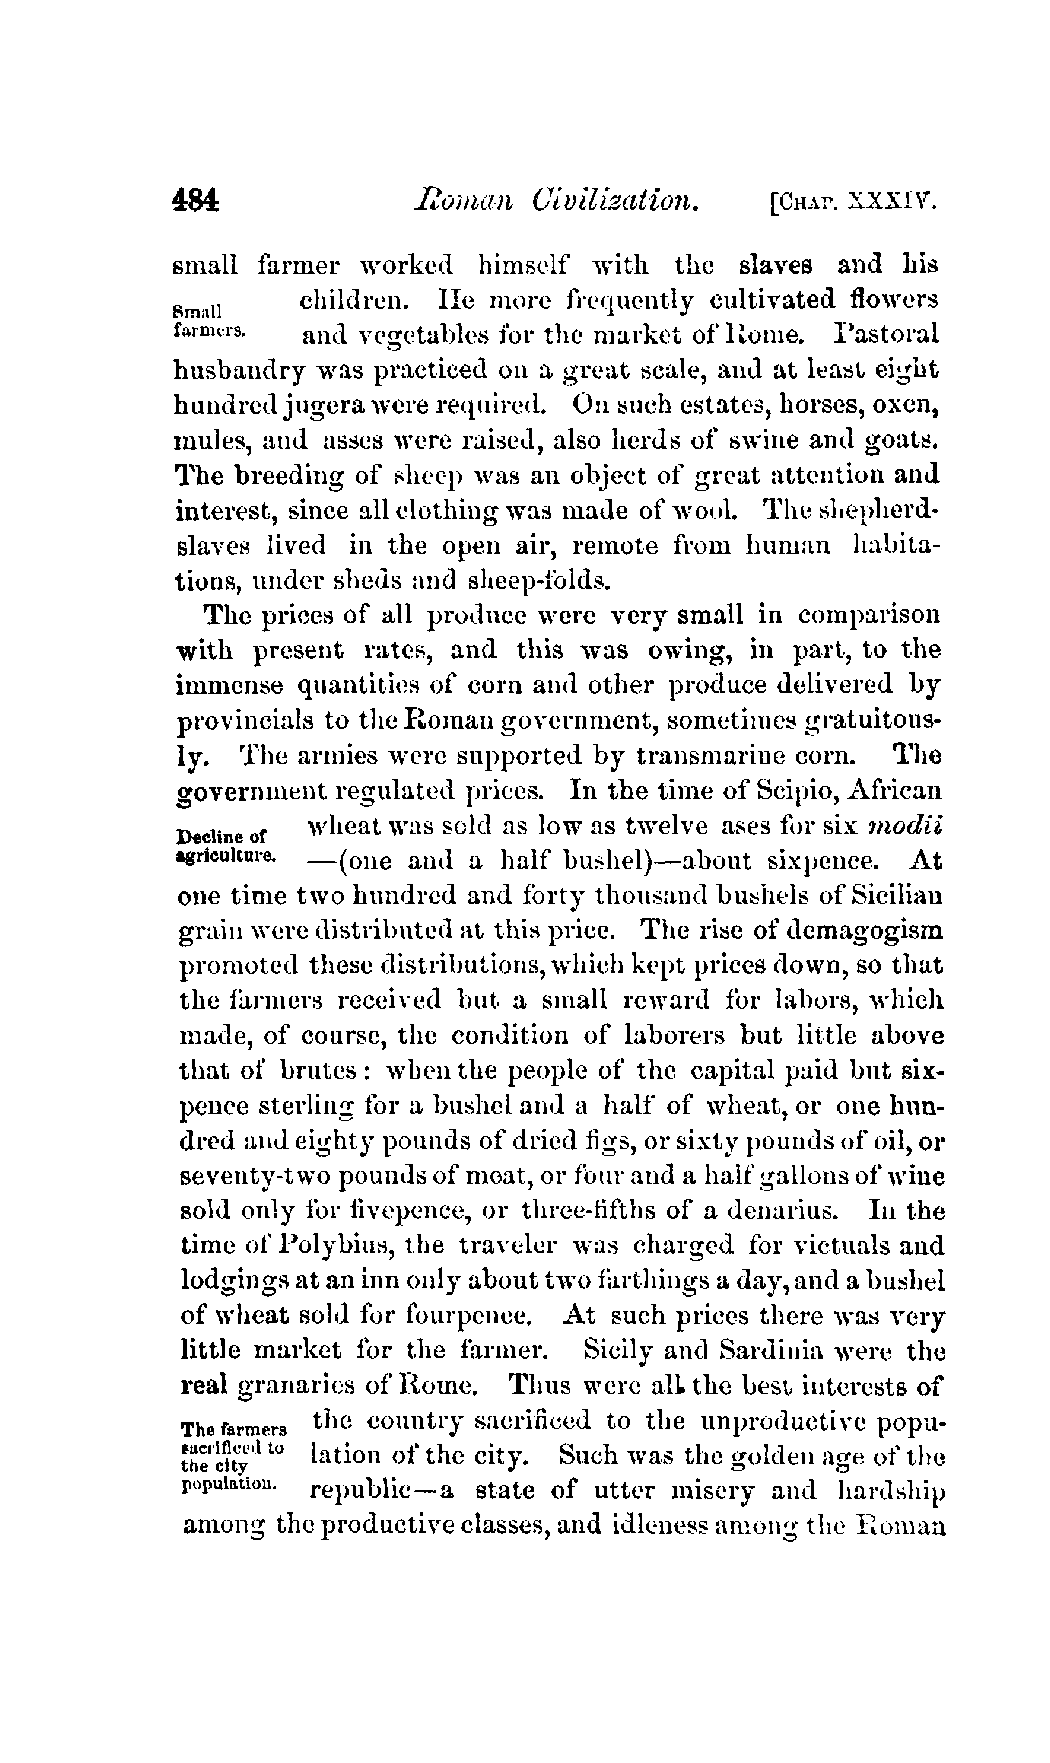 484 Roman Civilization. [CHAP. XXXIV.
small farmer worked himself with the slaves and his
Small
farmers.
children. He more frequently cultivated flowers
and vegetables for the market of Rome. Pastoral
husbandry was practiced on a great scale, and at least eight
hundred jugera were required. On such estates, horses, oxen,
mules, and asses were raised, also herds of swine and goats.
The breeding of sheep was an object of great attention and
interest, since all clothing was made of wool. The shepherd-
slaves lived in the open air, remote from human habita-
tions, under sheds and sheep-folds.
The prices of all produce were very small in comparison
with present rates, and this was owing, in part, to the
immense quantities of corn and other produce delivered by
provincials to the Roman government, sometimes gratuitous-
ly. The armies were supported by transmarine corn. The
government regulated prices. In the time of Scipio, African
Decline of
agriculture.
wheat was sold as low as twelve ases for six modii
—(one and a half bushel)—about sixpence. At
one time two hundred and forty thousand bushels of Sicilian
grain were distributed at this price. The rise of demagogism
promoted these distributions, which kept prices down, so that
the farmers received but a small reward for labors, which
made, of course, the condition of laborers but little above
that of brutes: when the people of the capital paid but six-
pence sterling for a bushel and a half of wheat, or one hun-
dred and eighty pounds of dried figs, or sixty pounds of oil, or
seventy-two pounds of meat, or four and a half gallons of wine
sold only for fivepence, or three-fifths of a denarius. In the
time of Polybius, the traveler was charged for victuals and
lodgings at an inn only about two farthings a day, and a bushel
of wheat sold for fourpence. At such prices there was very
little market for the farmer. Sicily and Sardinia were the
real granaries of Rome. Thus were all the best interests of
The farmers
sacrificed to
the city
population.
the country sacrificed to the unproductive popu-
lation of the city. Such was the golden age of the
republic—a state of utter misery and hardship
among the productive classes, and idleness among the Roman